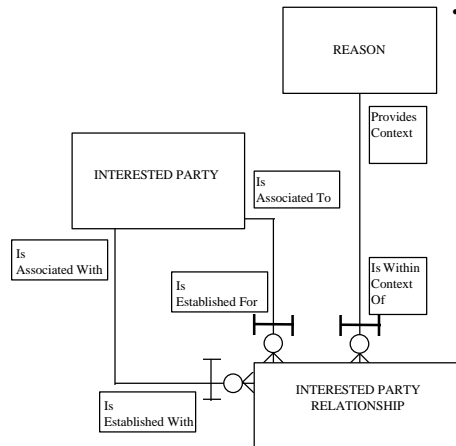 REASON
Provides
Context
INTERESTED PARTY
Is
Associated To
Is
Associated With
Is
Established For
Is Within
Context
Of
INTERESTED PARTY
RELATIONSHIP
Is
Established With